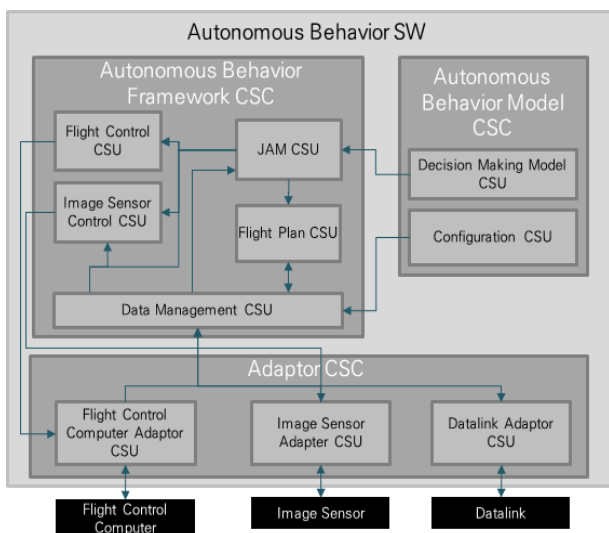 Autonomous Behavior SW
Autonomous Behavior
Framework CSC
Autonomous
Behavior Model
CSC
Flight Control
CSU
JAM CSU
Decision Making Model
CSU
Image Sensor
Control CSU
Flight Plan CSU
Configuration CSU
Data Management CSU
Adaptor CSC
Flight Control
Computer Adaptor
CSU
Image Sensor
Adapter CSU
Datalink Adaptor
CSU
Flight Control
Computer
Image Sensor
Datalink